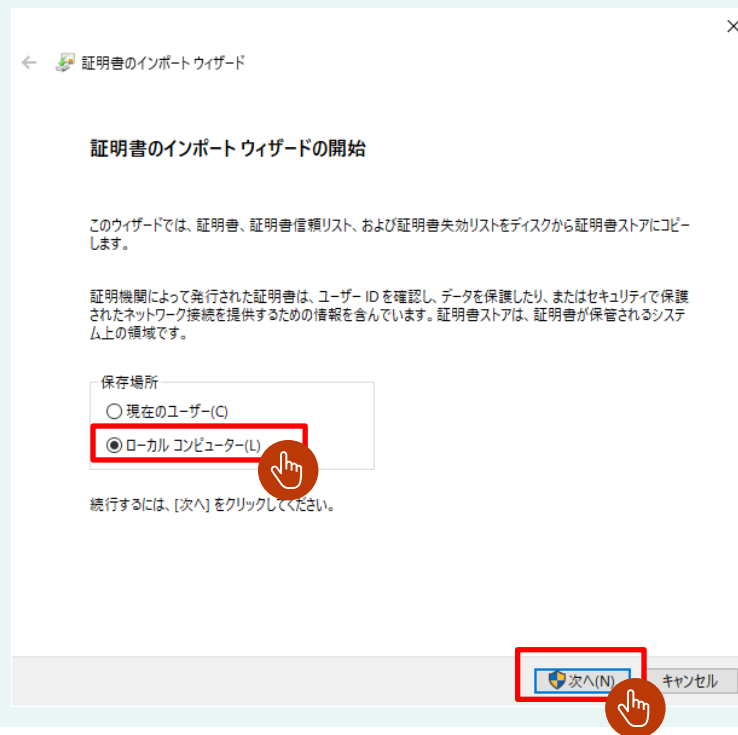 証明書のインポート ウィザード
証明書のインポート ウィザードの開始
このウィザードでは、証明書、証明書信頼リスト、および証明書失効リストをディスクから証明書ストアにコピー
します。
証明機関によって発行された証明書は、ユーザー ID を確認し、データを保護したり、またはセキュリティで保護
されたネットワーク接続を提供するための情報を含んでいます。証明書ストアは、証明書が保管されるシステ
ム上の領域です。
保存場所
現在のユーザー(C)
ローカル コンピューター(L)
続行するには、[次へ] をクリックしてください。
次へ(N)
キャンセル